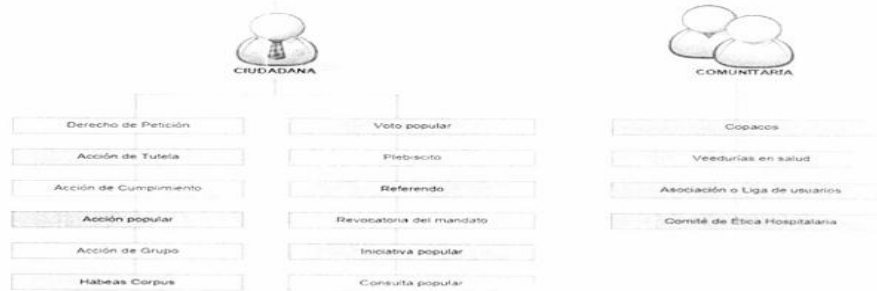 CIUDADANA
Derecho de Petición
Acción de Tutela
Acción de Cumplimiento
Acción popular
Acción de Grupo
Habeas Corpus
Voto popular
Plebiscito
Referendo
Revocatoria del mandato
Iniciativa popular
Consulta popular
COMUNITARIA
Copacos
Veedurías en salud
Asociación o Liga de usuarios
Comité de Ética Hospitalaria